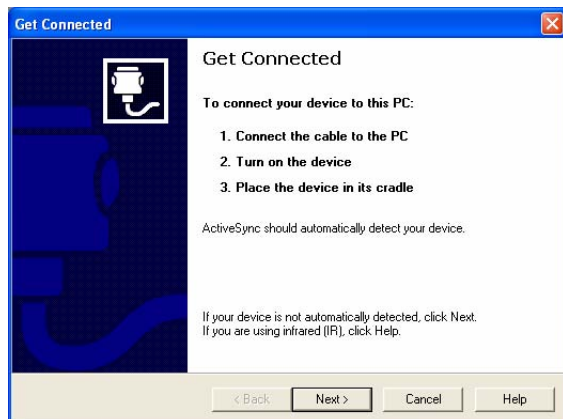 Get Connected
Get Connected
To connect your device to this PC:
1. Connect the cable to the PC
2. Turn on the device
3. Place the device in its cradle
ActiveSync should automatically detect your device.
If your device is not automatically detected, click Next.
If you are using infrared (IR), click Help.
< Back Next > Cancel Help